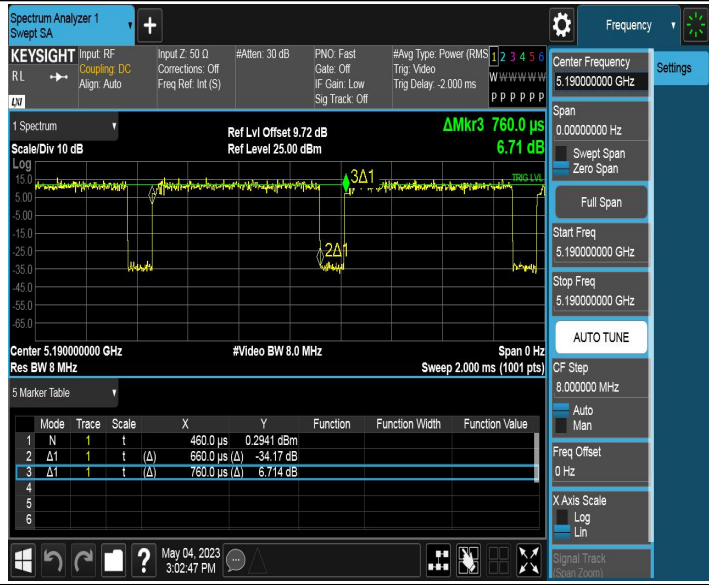 Spectrum Analyzer 1
Swept SA
Frequency
KEYSIGHT
RL
LXI
Input: RF
Coupling: DC
Align: Auto
Input Z: 50 Ω
Corrections: Off
Freq Ref: Int (S)
#Atten: 30 dB
PNO: Fast
Gate: Off
IF Gain: Low
Sig Track: Off
#Avg Type: Power (RMS
Trig: Video
Trig Delay: -2.000 ms
1 2 3 4 5 6
W W W W W W
P P P P P P
Center Frequency
5.190000000 GHz
Settings
Span
0.00000000 Hz
Swept Span
Zero Span
Full Span
Start Freq
5.190000000 GHz
Stop Freq
5.190000000 GHz
AUTO TUNE
CF Step
8.000000 MHz
Auto
Man
Freq Offset
0 Hz
X Axis Scale
Log
Lin
Signal Track
(Span Zoom)
1 Spectrum
Scale/Div 10 dB
Ref Lvl Offset 9.72 dB
Ref Level 25.00 dBm
ΔMkr3 760.0 μs
6.71 dB
Log
15.0
5.00
-5.00
-15.0
-25.0
-35.0
-45.0
-55.0
-65.0
3Δ1
TRIG LVL
2Δ1
Center 5.190000000 GHz
Res BW 8 MHz
#Video BW 8.0 MHz
Span 0 Hz
Sweep 2.000 ms (1001 pts)
5 Marker Table
Mode Trace Scale X Y Function Function Width Function Value
1 N 1 t 460.0 μs 0.2941 dBm
2 Δ1 1 t (Δ) 660.0 μs (Δ) -34.17 dB
3 Δ1 1 t (Δ) 760.0 μs (Δ) 6.714 dB
4
5
6
?
May 04, 2023
3:02:47 PM